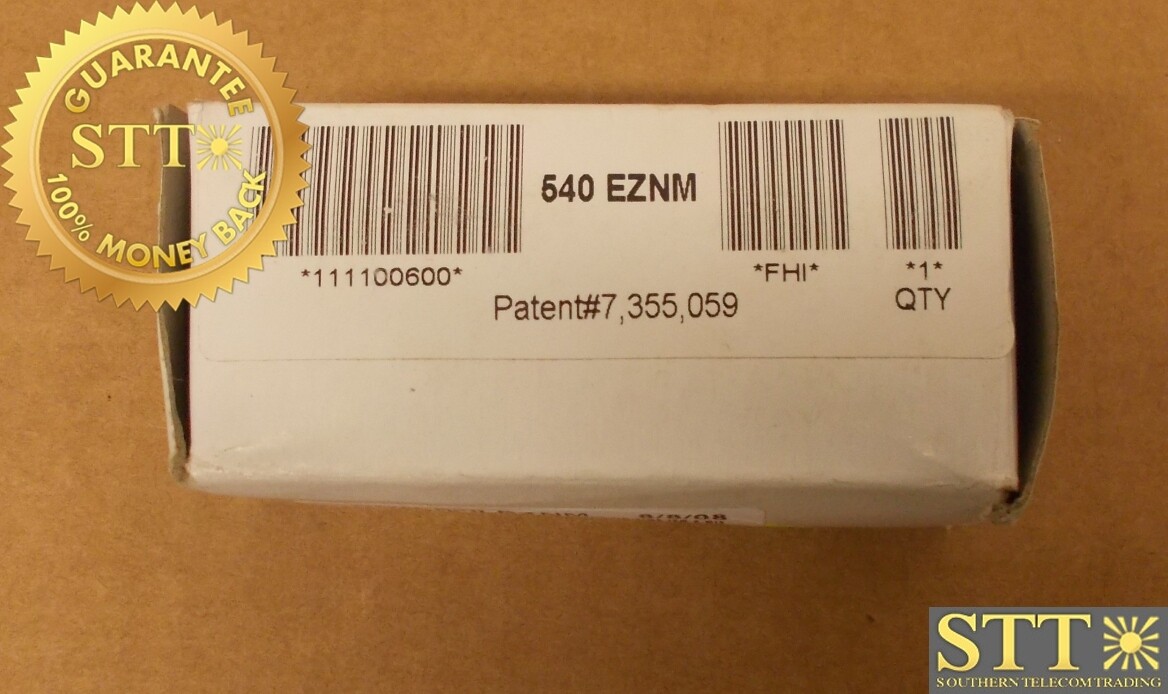 GUARANTEE
STT
100% MONEY BACK
540 EZNM
*111100600*
*FHI*
*1*
QTY
Patent#7,355,059
STT
SOUTHERN TELECOM TRADING